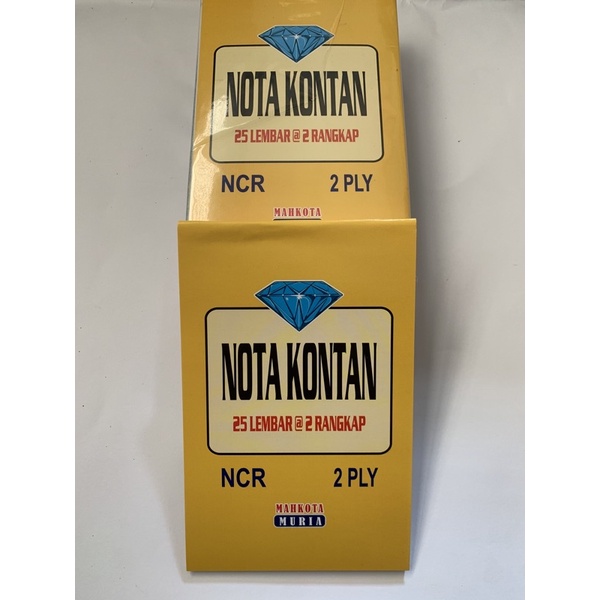 NOTA KONTAN
25 LEMBAR @ 2 RANGKAP
NCR 2 PLY
MAHKOTA
NOTA KONTAN
25 LEMBAR @ 2 RANGKAP
NCR 2 PLY
MAHKOTA
MURIA